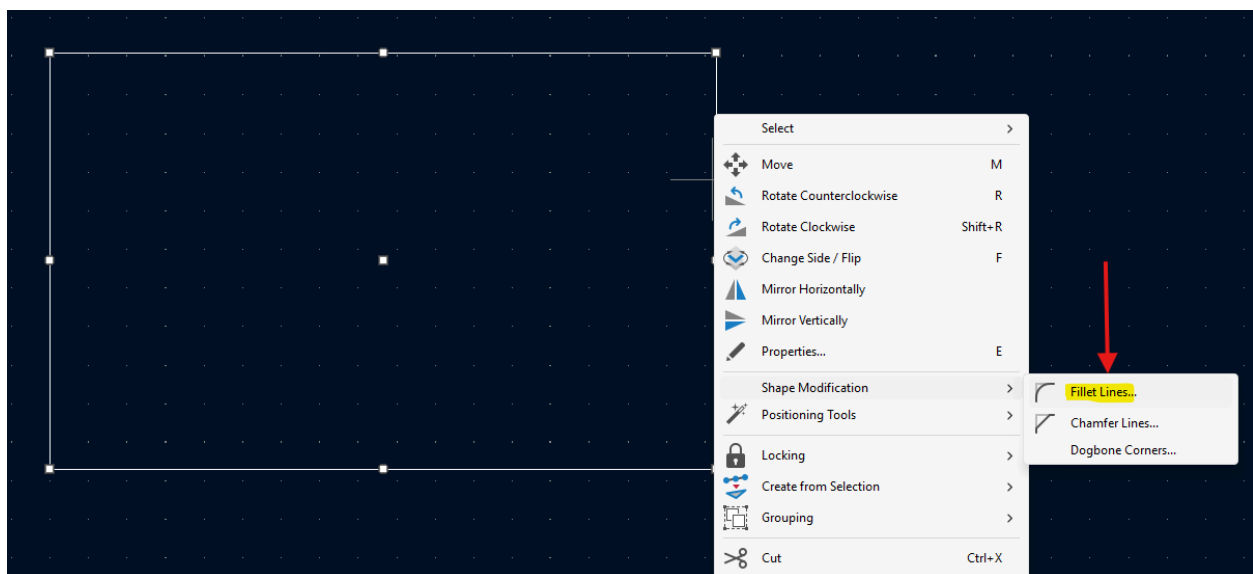 Select
Move M
Rotate Counterclockwise R
Rotate Clockwise Shift+R
Change Side / Flip F
Mirror Horizontally
Mirror Vertically
Properties... E
Shape Modification
Fillet Lines...
Chamfer Lines...
Dogbone Corners...
Positioning Tools
Locking
Create from Selection
Grouping
Cut Ctrl+X